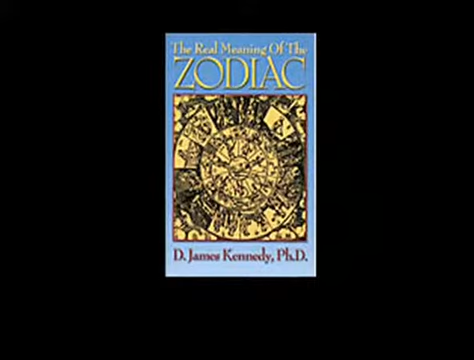 The Real Meaning Of The
ZODIAC
D. James Kennedy, Ph.D.